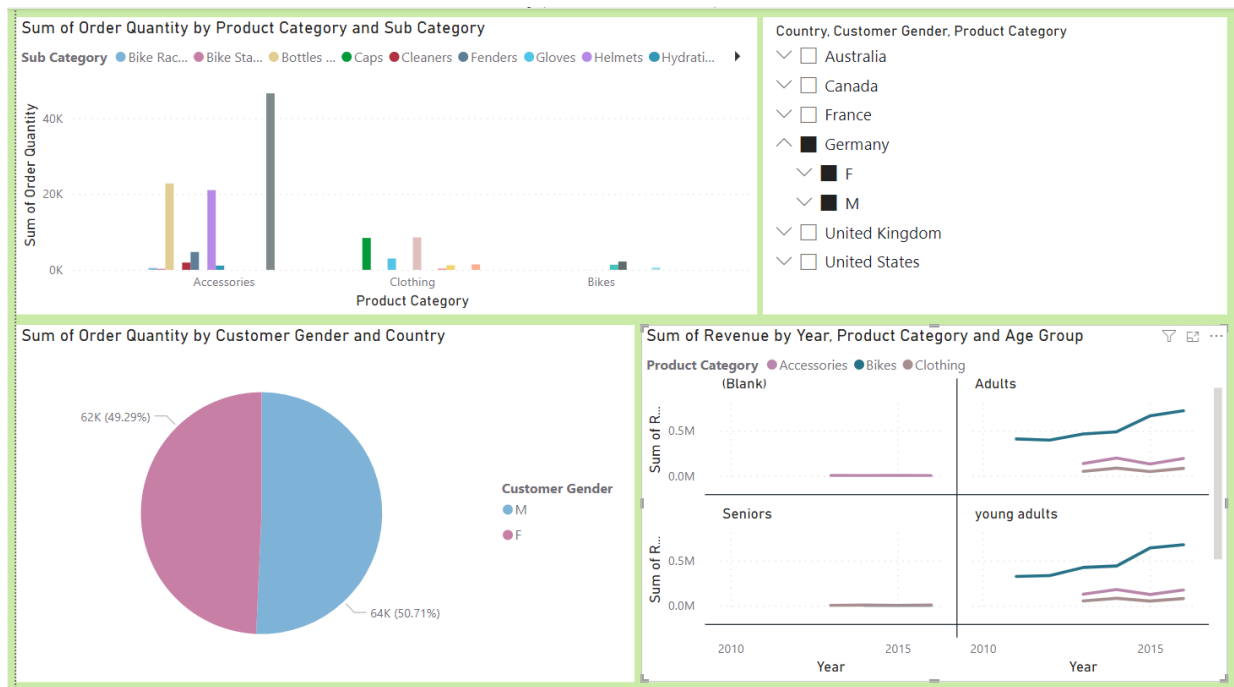 Sum of Order Quantity by Product Category and Sub Category
Sub Category Bike Rac... Bike Sta... Bottles ... Caps Cleaners Fenders Gloves Helmets Hydrati...
Sum of Order Quantity
40K
20K
0K
Accessories Clothing Bikes
Product Category
Country, Customer Gender, Product Category
Australia
Canada
France
Germany
F
M
United Kingdom
United States
Sum of Order Quantity by Customer Gender and Country
62K (49.29%)
64K (50.71%)
Customer Gender
M
F
Sum of Revenue by Year, Product Category and Age Group
Product Category Accessories Bikes Clothing
(Blank) Adults
Sum of R...
0.5M
0.0M
Seniors young adults
Sum of R...
0.5M
0.0M
2010 2015 2010 2015
Year Year